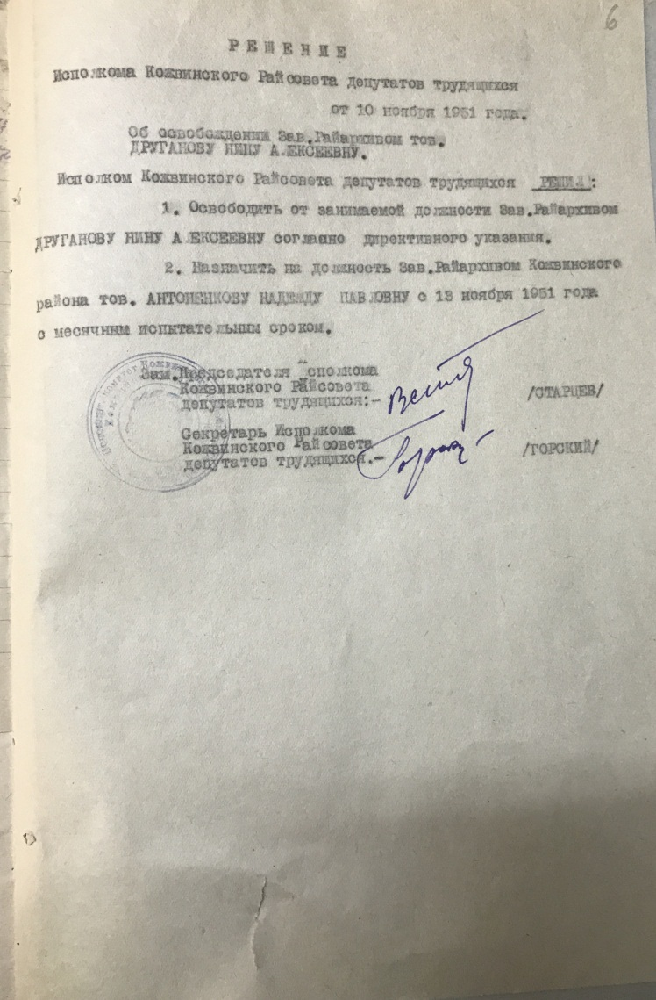 6
РЕШЕНИЕ
Исполкома Кожвинского Райсовета депутатов трудящихся
от 10 ноября 1951 года.
Об освобождении Зав.Райархивом тов.
ДРУГАНОВУ НИНУ АЛЕКСЕЕВНУ.
Исполком Кожвинского Райсовета депутатов трудящихся РЕШИЛ:
1. Освободить от занимаемой должности Зав.Райархивом
ДРУГАНОВУ НИНУ АЛЕКСЕЕВНУ согласно директивного указания.
2. Назначить на должность Зав.Райархивом Кожвинского
района тов. АНТОНЕНКОВУ НАДЕЖДУ ПАВЛОВНУ с 13 ноября 1951 года
с месячным испытательным сроком.
Зам.Председателя Исполкома
Кожвинского Райсовета
депутатов трудящихся:- /СТАРЦЕВ/
Секретарь Исполкома
Кожвинского Райсовета
депутатов трудящихся.- /ГОРСКИЙ/